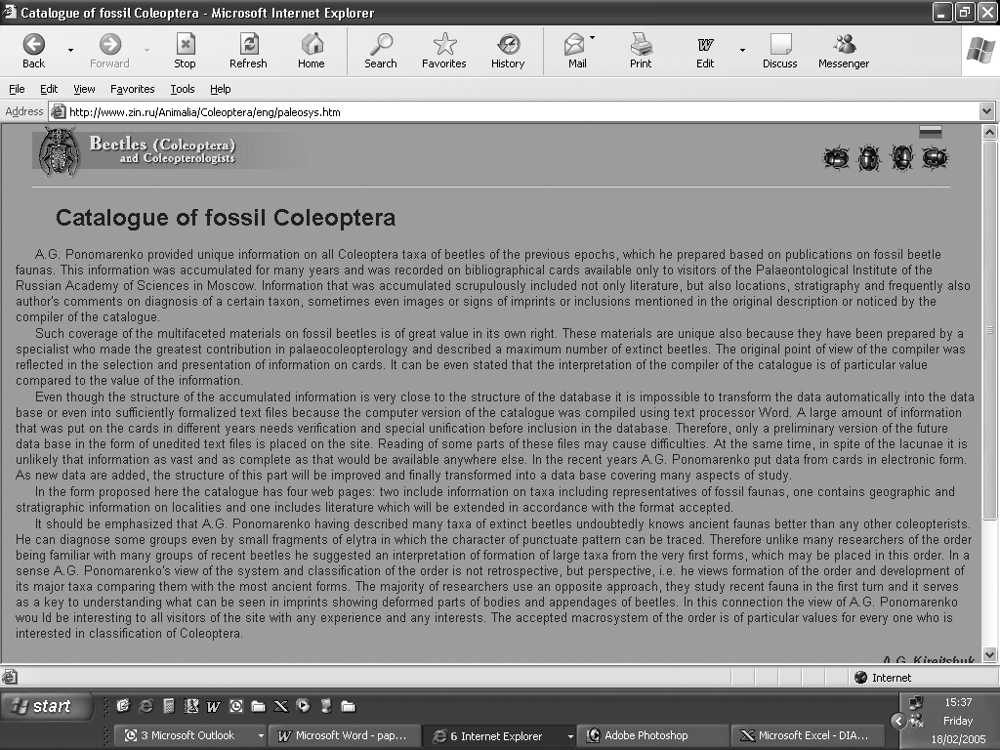 Catalogue of fossil Coleoptera - Microsoft Internet Explorer
Back Forward Stop Refresh Home Search Favorites History Mail Print Edit Discuss Messenger
File Edit View Favorites Tools Help
Address http://www.zin.ru/Animalia/Coleoptera/eng/paleosys.htm
Beetles (Coleoptera)
and Coleopterologists
Catalogue of fossil Coleoptera
A.G. Ponomarenko provided unique information on all Coleoptera taxa of beetles of the previous epochs, which he prepared based on publications on fossil beetle
faunas. This information was accumulated for many years and was recorded on bibliographical cards available only to visitors of the Palaeontological Institute of the
Russian Academy of Sciences in Moscow. Information that was accumulated scrupulously included not only literature, but also locations, stratigraphy and frequently also
author's comments on diagnosis of a certain taxon, sometimes even images or signs of imprints or inclusions mentioned in the original description or noticed by the
compiler of the catalogue.
Such coverage of the multifaceted materials on fossil beetles is of great value in its own right. These materials are unique also because they have been prepared by a
specialist who made the greatest contribution in palaeocoleopterology and described a maximum number of extinct beetles. The original point of view of the compiler was
reflected in the selection and presentation of information on cards. It can be even stated that the interpretation of the compiler of the catalogue is of particular value
compared to the value of the information.
Even though the structure of the accumulated information is very close to the structure of the database it is impossible to transform the data automatically into the data
base or even into sufficiently formalized text files because the computer version of the catalogue was compiled using text processor Word. A large amount of information
that was put on the cards in different years needs verification and special unification before inclusion in the database. Therefore, only a preliminary version of the future
data base in the form of unedited text files is placed on the site. Reading of some parts of these files may cause difficulties. At the same time, in spite of the lacunae it is
unlikely that information as vast and as complete as that would be available anywhere else. In the recent years A.G. Ponomarenko put data from cards in electronic form.
As new data are added, the structure of this part will be improved and finally transformed into a data base covering many aspects of study.
In the form proposed here the catalogue has four web pages: two include information on taxa including representatives of fossil faunas, one contains geographic and
stratigraphic information on localities and one includes literature which will be extended in accordance with the format accepted.
It should be emphasized that A.G. Ponomarenko having described many taxa of extinct beetles undoubtedly knows ancient faunas better than any other coleopterists.
He can diagnose some groups even by small fragments of elytra in which the character of punctuate pattern can be traced. Therefore unlike many researchers of the order
being familiar with many groups of recent beetles he suggested an interpretation of formation of large taxa from the very first forms, which may be placed in this order. In a
sense A.G. Ponomarenko's view of the system and classification of the order is not retrospective, but perspective, i.e. he views formation of the order and development of
its major taxa comparing them with the most ancient forms. The majority of researchers use an opposite approach, they study recent fauna in the first turn and it serves
as a key to understanding what can be seen in imprints showing deformed parts of bodies and appendages of beetles. In this connection the view of A.G. Ponomarenko
wou ld be interesting to all visitors of the site with any experience and any interests. The accepted macrosystem of the order is of particular values for every one who is
interested in classification of Coleoptera.
A.G. Kirejtshuk
Internet
start
3 Microsoft Outlook Microsoft Word - pap... 6 Internet Explorer Adobe Photoshop Microsoft Excel - DIA...
15:37
Friday
18/02/2005